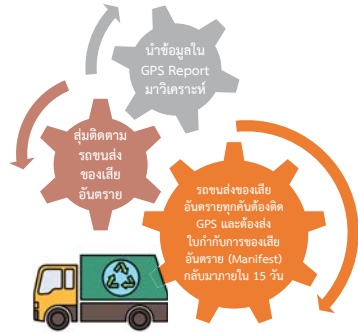 นำข้อมูลใน
GPS Report
มาวิเคราะห์
สุ่มติดตาม
รถขนส่ง
ของเสีย
อันตราย
รถขนส่งของเสีย
อันตรายทุกคันต้องติด
GPS และต้องส่ง
ใบกำกับการของเสีย
อันตราย (Manifest)
กลับมาภายใน 15 วัน